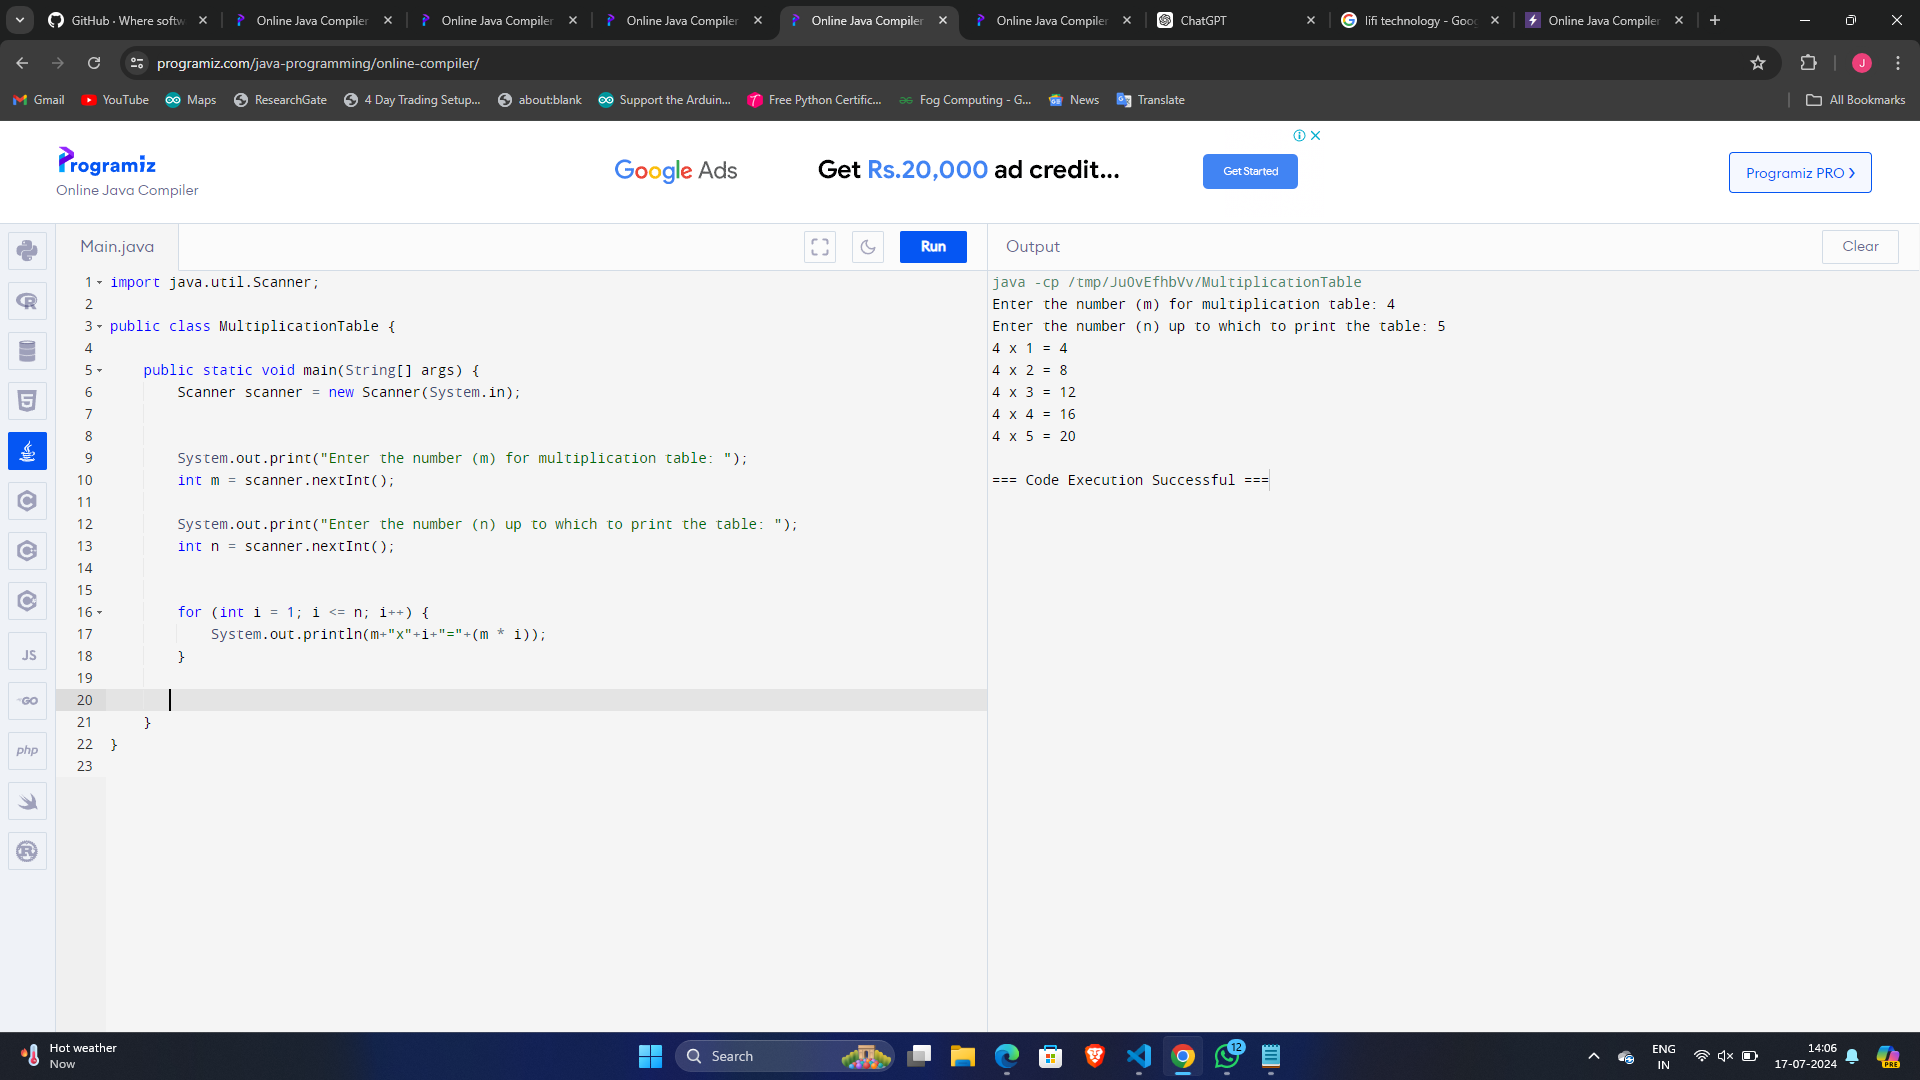 GitHub · Where softw
Online Java Compiler
Online Java Compiler
Online Java Compiler
Online Java Compiler
Online Java Compiler
ChatGPT
lifi technology - Goog
Online Java Compiler
programiz.com/java-programming/online-compiler/
J
Gmail
YouTube
Maps
ResearchGate
4 Day Trading Setup...
about:blank
Support the Arduin...
Free Python Certific...
Fog Computing - G...
News
Translate
All Bookmarks
Programiz
Online Java Compiler
Google Ads
Get Rs.20,000 ad credit...
Get Started
Programiz PRO ❯
Main.java
Run
Output
Clear
1 import java.util.Scanner;
2
3 public class MultiplicationTable {
4
5     public static void main(String[] args) {
6         Scanner scanner = new Scanner(System.in);
7
8
9         System.out.print("Enter the number (m) for multiplication table: ");
10         int m = scanner.nextInt();
11
12         System.out.print("Enter the number (n) up to which to print the table: ");
13         int n = scanner.nextInt();
14
15
16         for (int i = 1; i <= n; i++) {
17             System.out.println(m+"x"+i+"="+(m * i));
18         }
19
20
21     }
22 }
23
java -cp /tmp/JuOvEfhbVv/MultiplicationTable
Enter the number (m) for multiplication table: 4
Enter the number (n) up to which to print the table: 5
4 x 1 = 4
4 x 2 = 8
4 x 3 = 12
4 x 4 = 16
4 x 5 = 20
=== Code Execution Successful ===
JS
GO
php
Hot weather
Now
Search
12
ENG
IN
14:06
17-07-2024
PRE